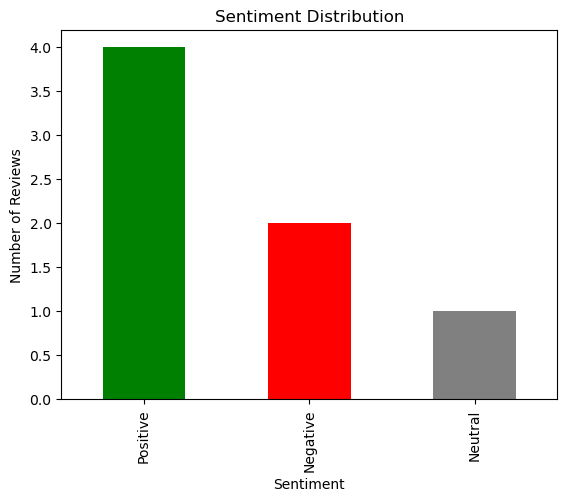 Sentiment Distribution
Number of Reviews
4.0
3.5
3.0
2.5
2.0
1.5
1.0
0.5
0.0
Positive
Negative
Neutral
Sentiment